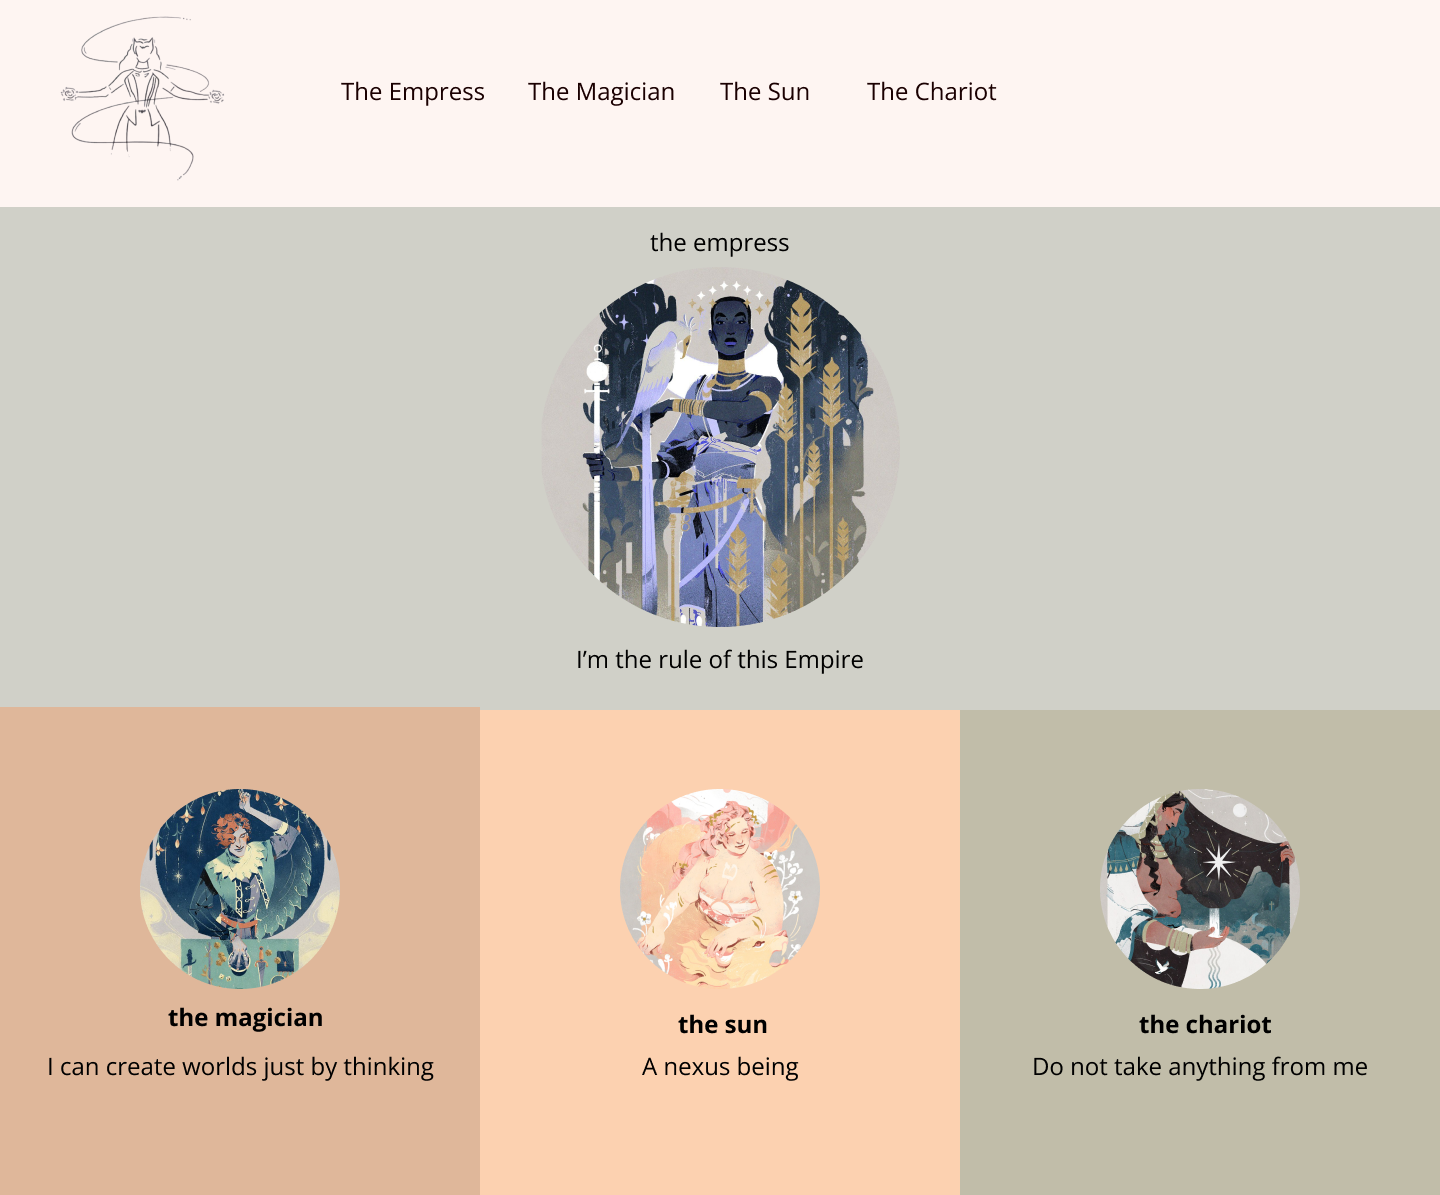 The Empress The Magician The Sun The Chariot
the empress
I’m the rule of this Empire
the magician
I can create worlds just by thinking
the sun
A nexus being
the chariot
Do not take anything from me